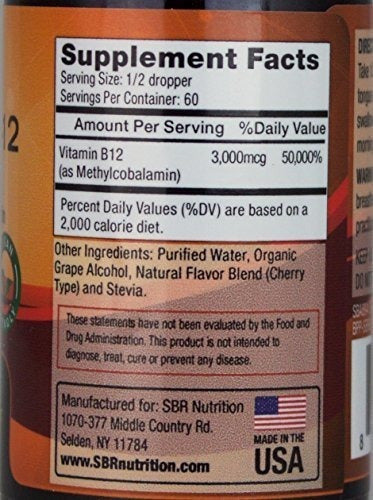 Supplement Facts
Serving Size: 1/2 dropper
Servings Per Container: 60
Amount Per Serving %Daily Value
Vitamin B12 3,000mcg 50,000%
(as Methylcobalamin)
Percent Daily Values (%DV) are based on a
2,000 calorie diet.
Other Ingredients: Purified Water, Organic
Grape Alcohol, Natural Flavor Blend (Cherry
Type) and Stevia.
These statements have not been evaluated by the Food and
Drug Administration. This product is not intended to
diagnose, treat, cure or prevent any disease.
Manufactured for: SBR Nutrition
1070-377 Middle Country Rd.
Selden, NY 11784
www.SBRnutrition.com
MADE IN THE
USA
12